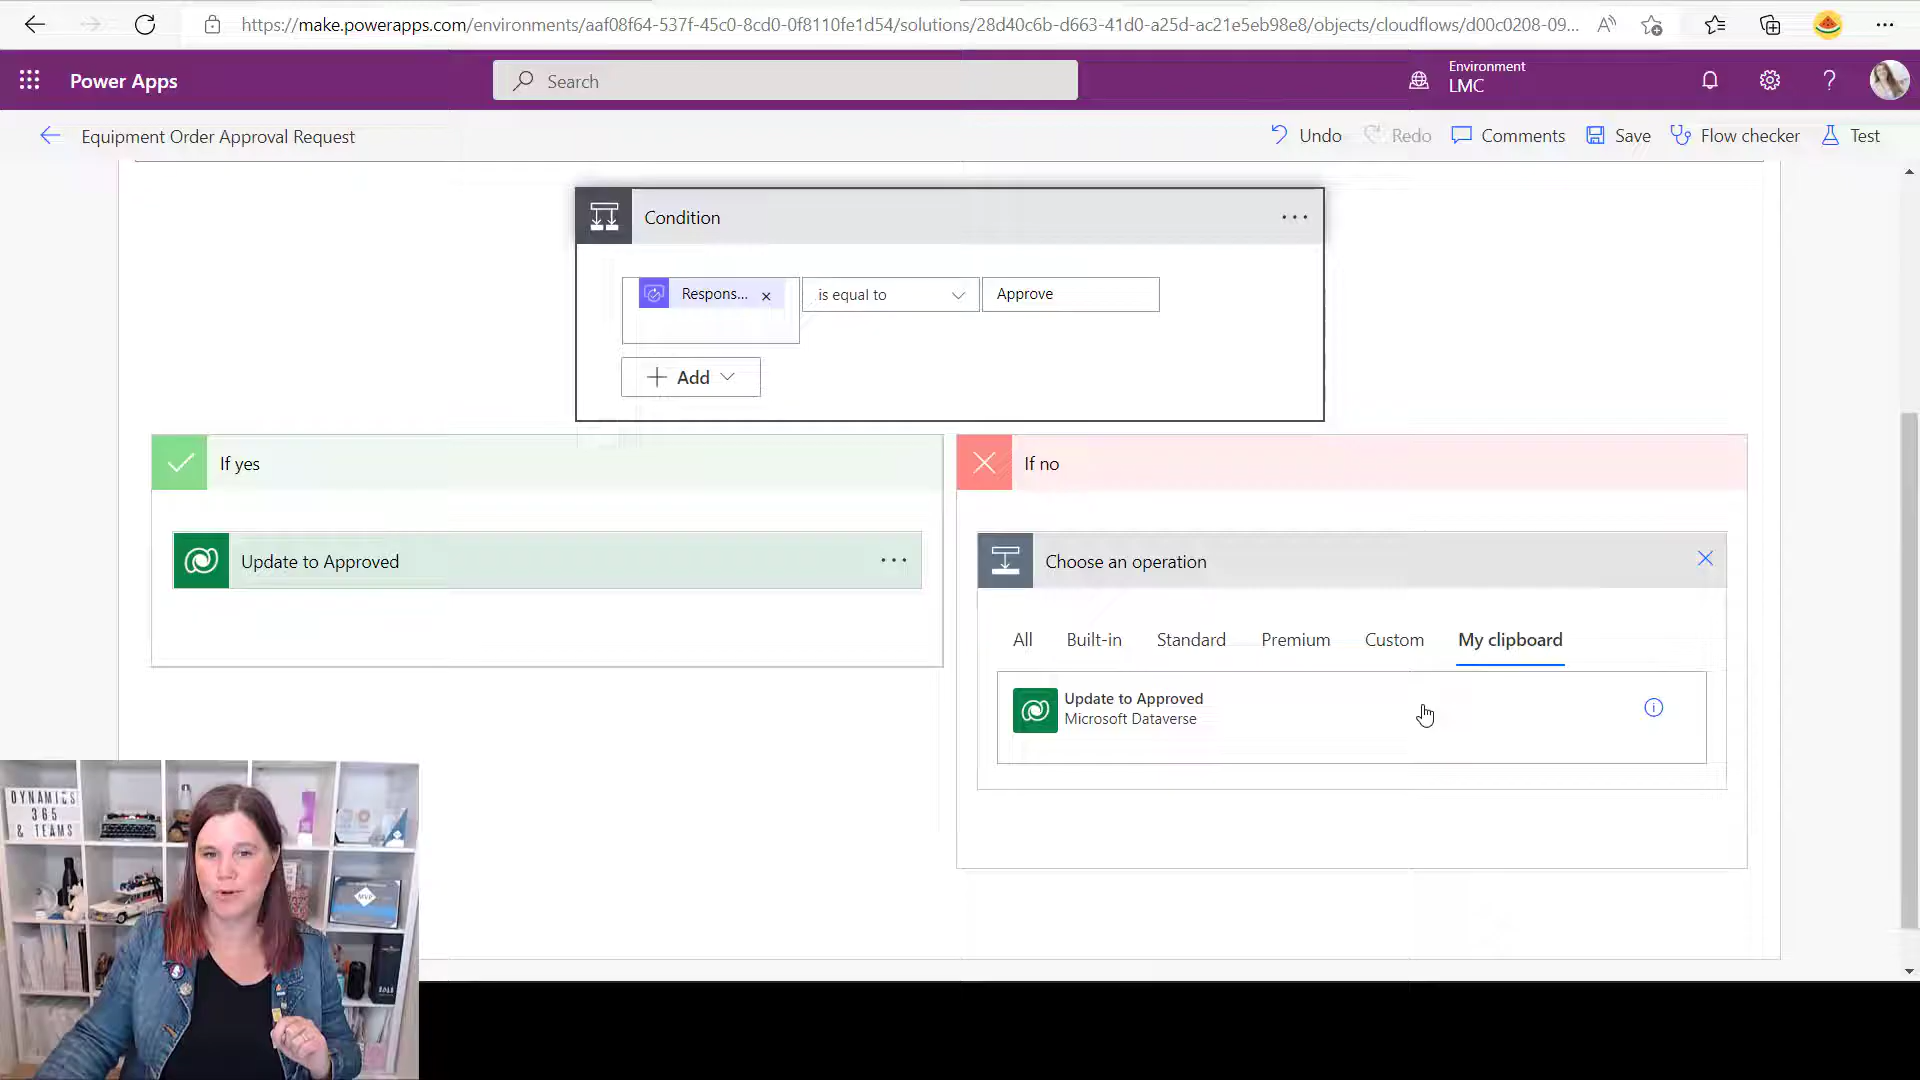 https://make.powerapps.com/environments/aaf08f64-537f-45c0-8cd0-0f8110fe1d54/solutions/28d40c6b-d663-41d0-a25d-ac21e5eb98e8/objects/cloudflows/d00c0208-09...
Power Apps
Search
Environment
LMC
Equipment Order Approval Request
Undo
Redo
Comments
Save
Flow checker
Test
Condition
Respons...
is equal to
Approve
Add
If yes
If no
Update to Approved
Choose an operation
All
Built-in
Standard
Premium
Custom
My clipboard
Update to Approved
Microsoft Dataverse
DYNAMICS
365
& TEAMS
MVP